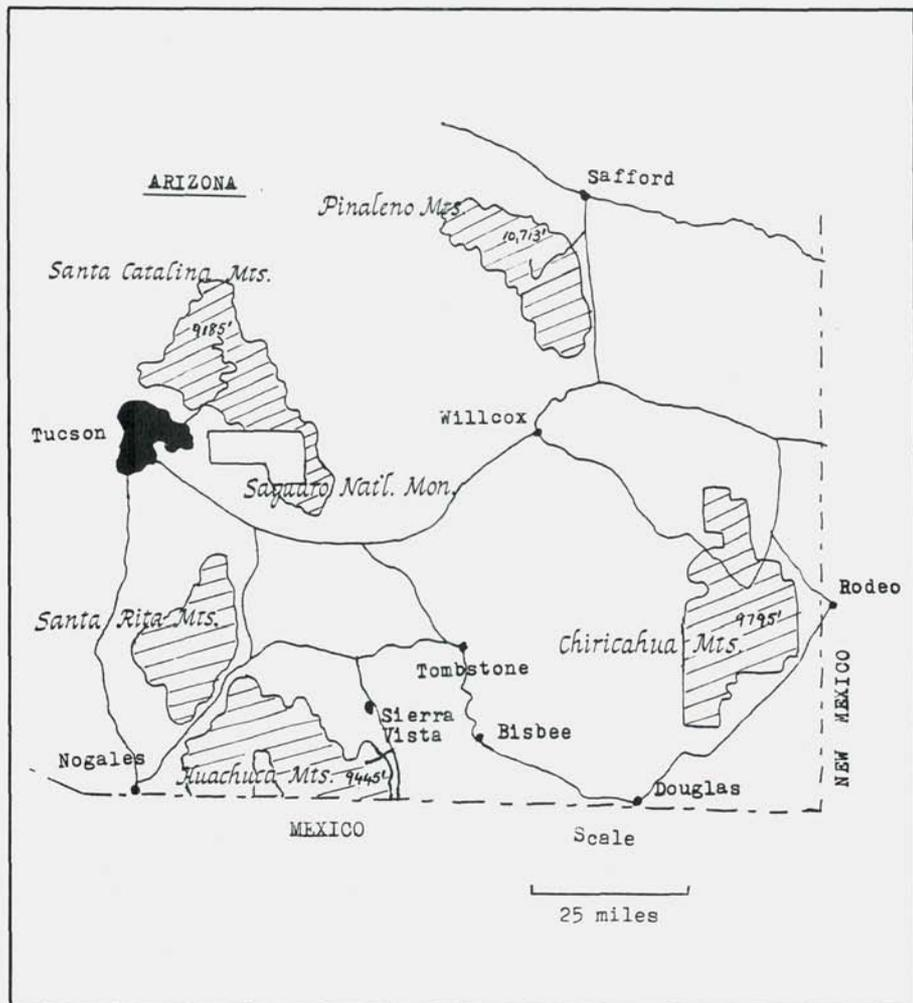 ARIZONA
Safford
Pinaleno Mts.
10,713'
Santa Catalina Mts.
9185'
Willcox
Tucson
Saguaro Nat'l. Mon.
Santa Rita Mts.
Rodeo
9795'
Chiricahua Mts.
Tombstone
Sierra
Vista
Bisbee
Nogales
Huachuca Mts.
9445'
Douglas
NEW MEXICO
MEXICO
Scale
25 miles